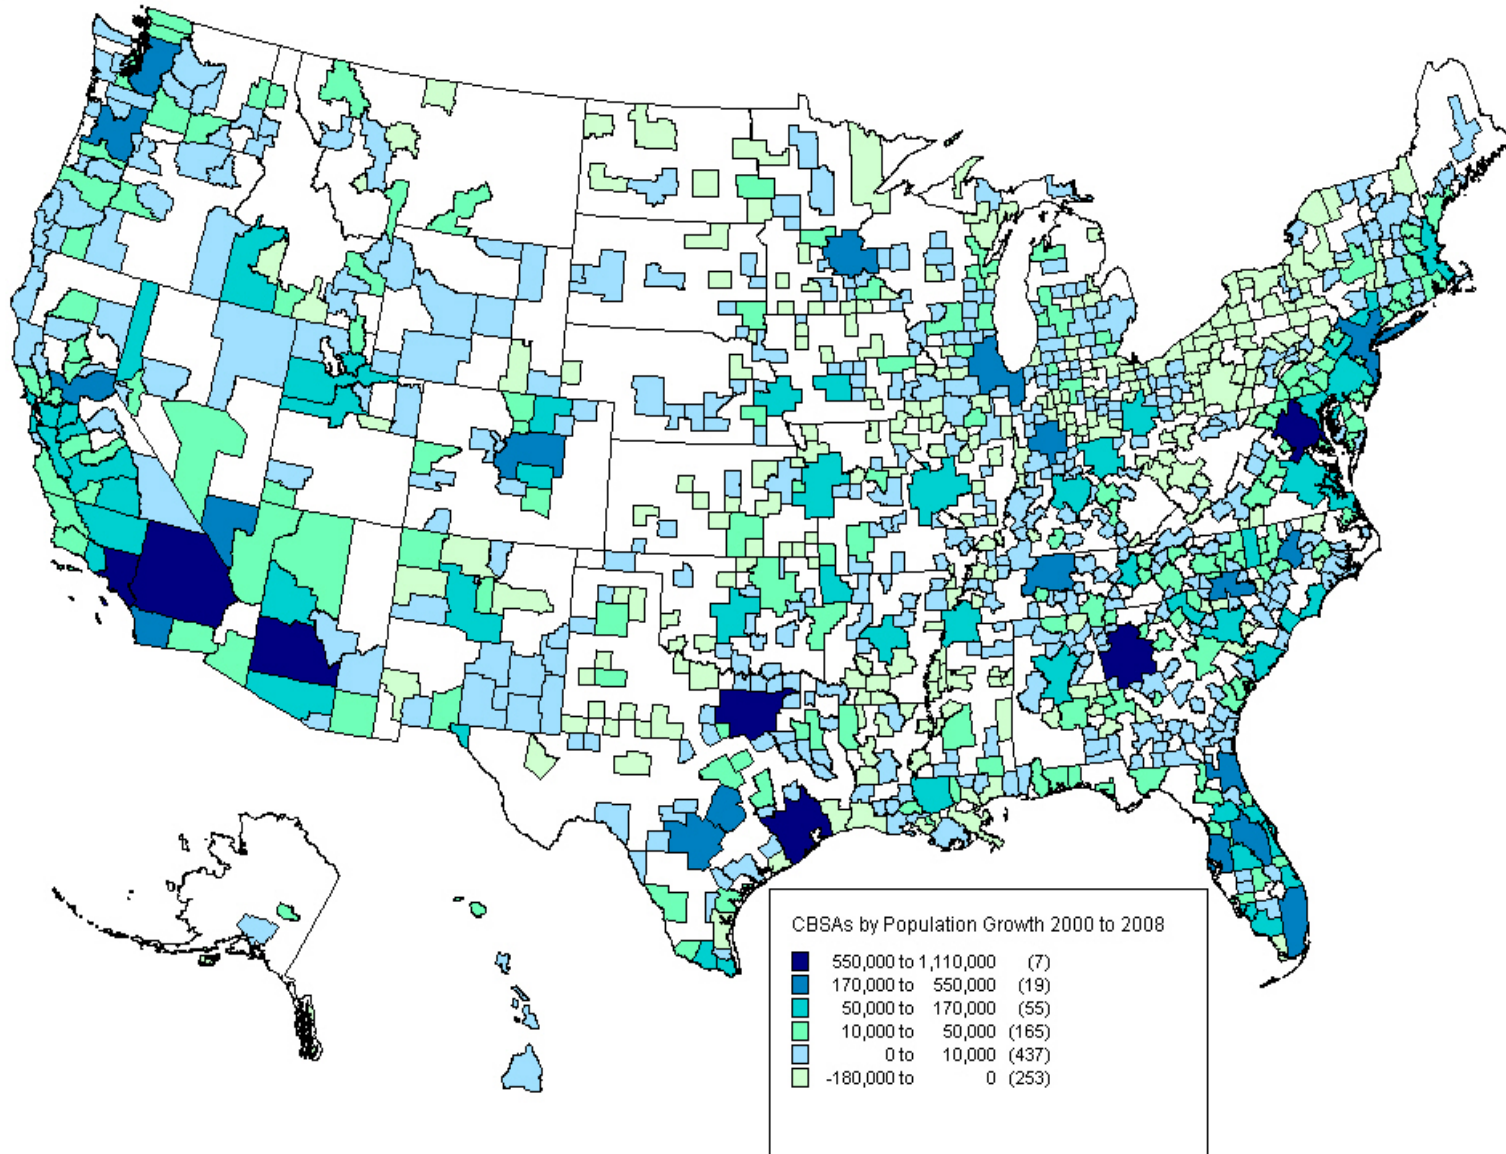 CBSAs by Population Growth 2000 to 2008
550,000 to 1,110,000 (7)
170,000 to 550,000 (19)
50,000 to 170,000 (55)
10,000 to 50,000 (165)
0 to 10,000 (437)
-180,000 to 0 (253)